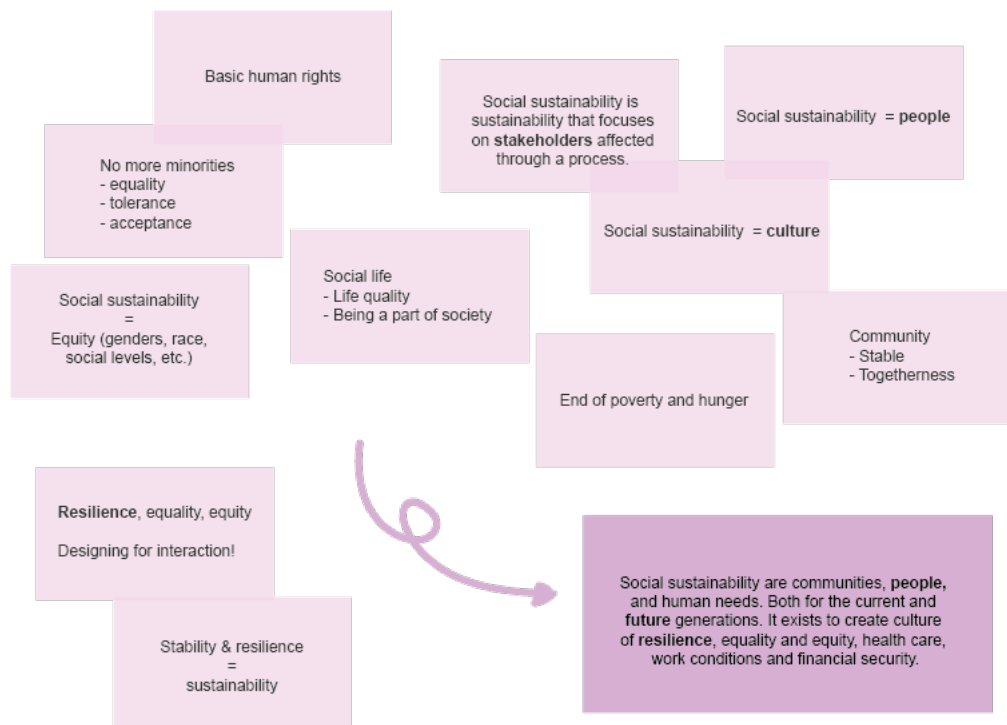 Basic human rights
No more minorities
- equality
- tolerance
- acceptance
Social sustainability
=
Equity (genders, race,
social levels, etc.)
Social life
- Life quality
- Being a part of society
Social sustainability is
sustainability that focuses
on stakeholders affected
through a process.
Social sustainability = people
Social sustainability = culture
Community
- Stable
- Togetherness
End of poverty and hunger
Resilience, equality, equity
Designing for interaction!
Stability & resilience
=
sustainability
Social sustainability are communities, people,
and human needs. Both for the current and
future generations. It exists to create culture
of resilience, equality and equity, health care,
work conditions and financial security.